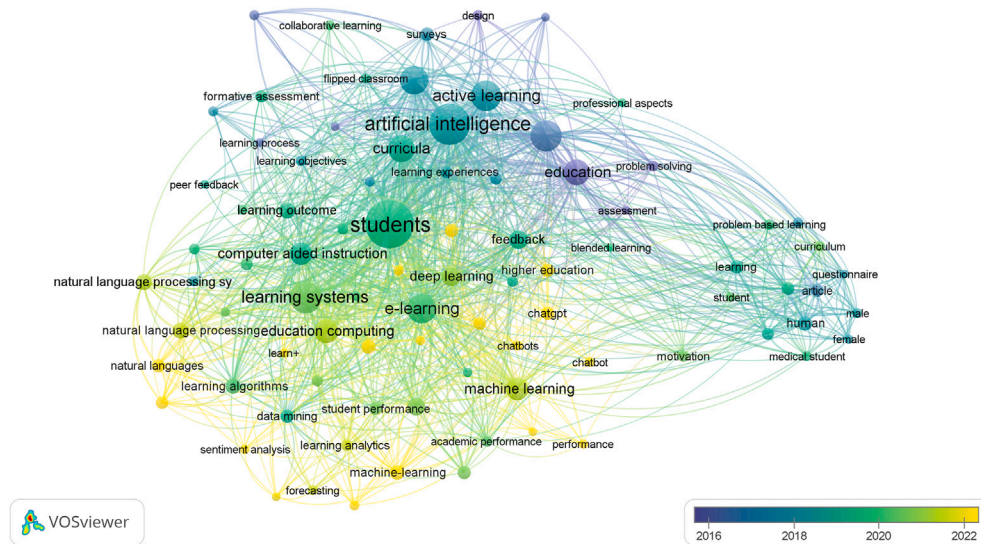 collaborative learning
design
surveys
flipped classroom
formative assessment
active learning
professional aspects
artificial intelligence
learning process
curricula
learning objectives
learning experiences
education
problem solving
peer feedback
learning outcome
assessment
students
problem based learning
feedback
blended learning
curriculum
computer aided instruction
natural language processing sy
deep learning
higher education
learning
questionnaire
learning systems
student
article
e-learning
chatgpt
male
natural language processing
education computing
human
female
learn+
chatbots
natural languages
chatbot
motivation
medical student
learning algorithms
machine learning
data mining
student performance
sentiment analysis
learning analytics
academic performance
performance
machine-learning
forecasting
VOSviewer
2016 2018 2020 2022